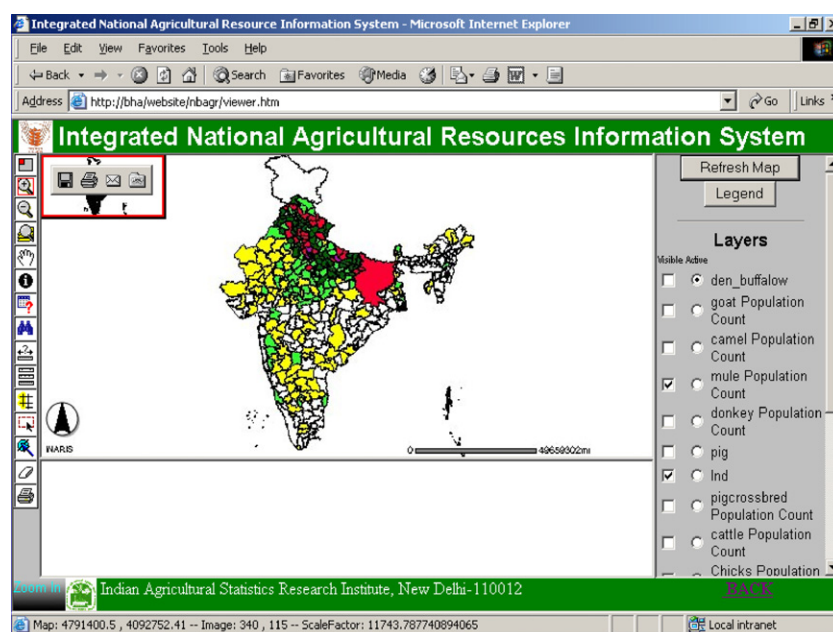 Integrated National Agricultural Resource Information System - Microsoft Internet Explorer
File Edit View Favorites Tools Help
Back Search Favorites Media
Address http://bha/website/nbagr/viewer.htm Go Links
Integrated National Agricultural Resources Information System
Refresh Map
Legend
Layers
Visible Active
den_buffalow
goat Population
Count
camel Population
Count
mule Population
Count
donkey Population
Count
pig
Ind
pigcrossbred
Population Count
cattle Population
Count
Chicks Population
N
INARIS
0 49659302mi
Zoom In Indian Agricultural Statistics Research Institute, New Delhi-110012 BACK
Map: 4791400.5 , 4092752.41 -- Image: 340 , 115 -- ScaleFactor: 11743.787740894065 Local intranet